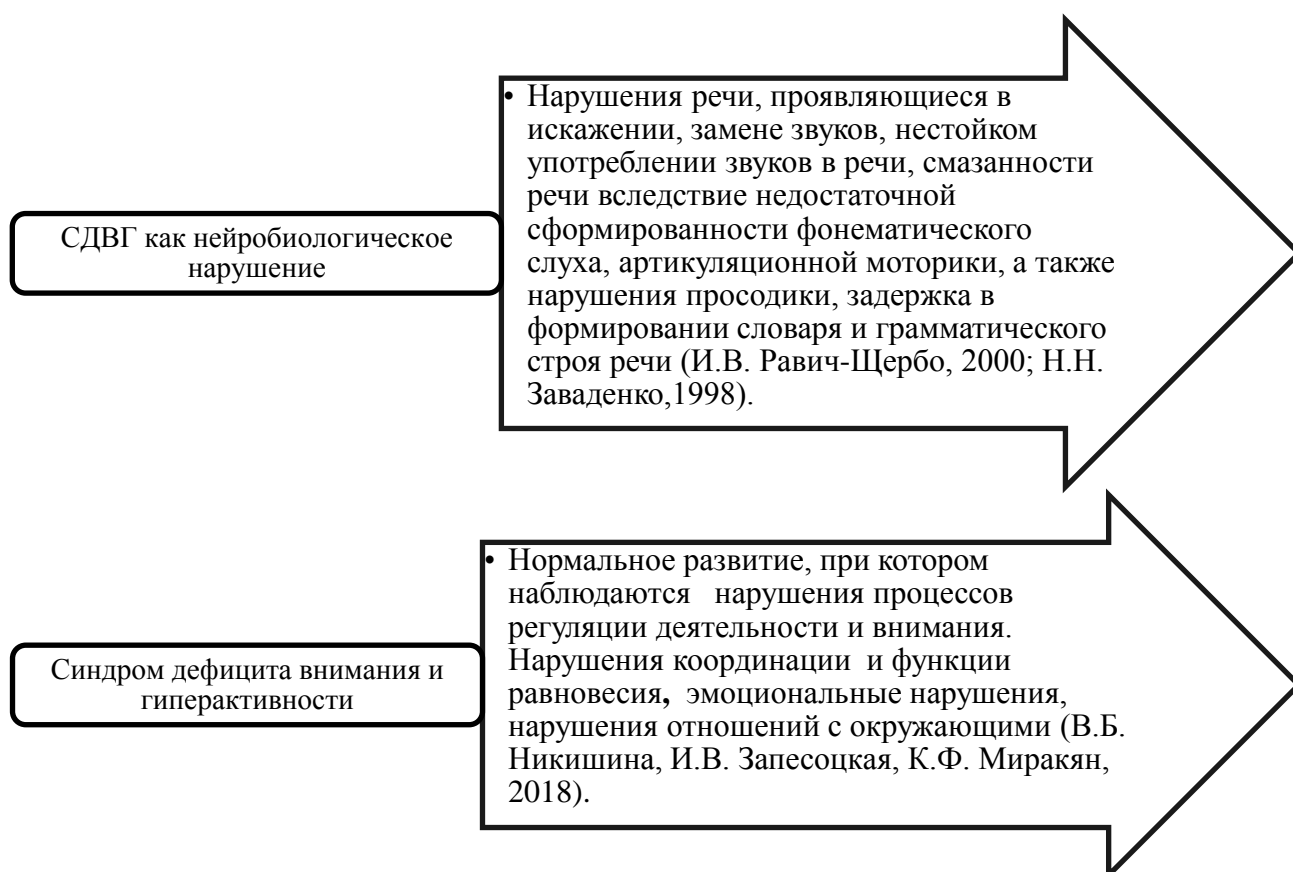 СДВГ как нейробиологическое
нарушение
• Нарушения речи, проявляющиеся в
искажении, замене звуков, нестойком
употреблении звуков в речи, смазанности
речи вследствие недостаточной
сформированности фонематического
слуха, артикуляционной моторики, а также
нарушения просодики, задержка в
формировании словаря и грамматического
строя речи (И.В. Равич-Щербо, 2000; Н.Н.
Заваденко,1998).
Синдром дефицита внимания и
гиперактивности
• Нормальное развитие, при котором
наблюдаются нарушения процессов
регуляции деятельности и внимания.
Нарушения координации и функции
равновесия, эмоциональные нарушения,
нарушения отношений с окружающими (В.Б.
Никишина, И.В. Запесоцкая, К.Ф. Миракян,
2018).